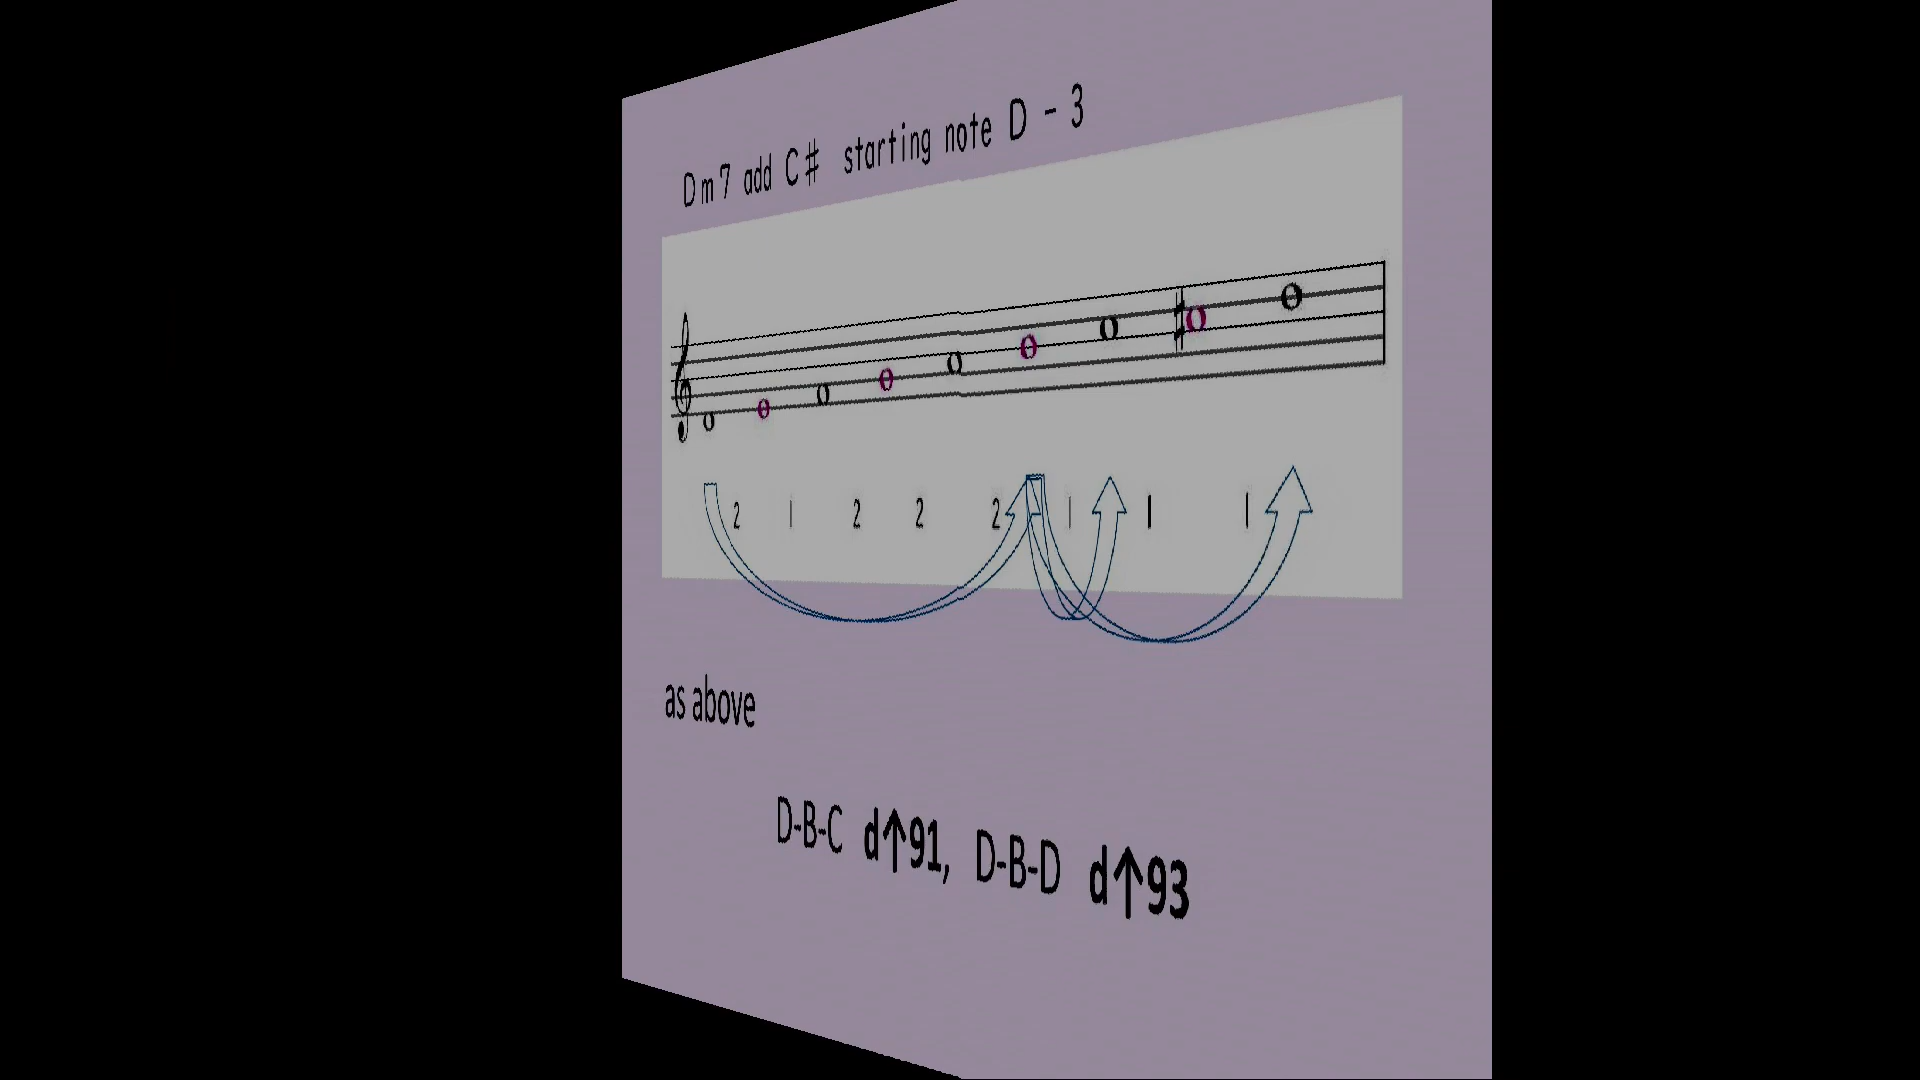 Dm7 add C♯ starting note D - 3
2 1 2 2 2 1 1 1
as above
D-B-C d↑91, D-B-D d↑93